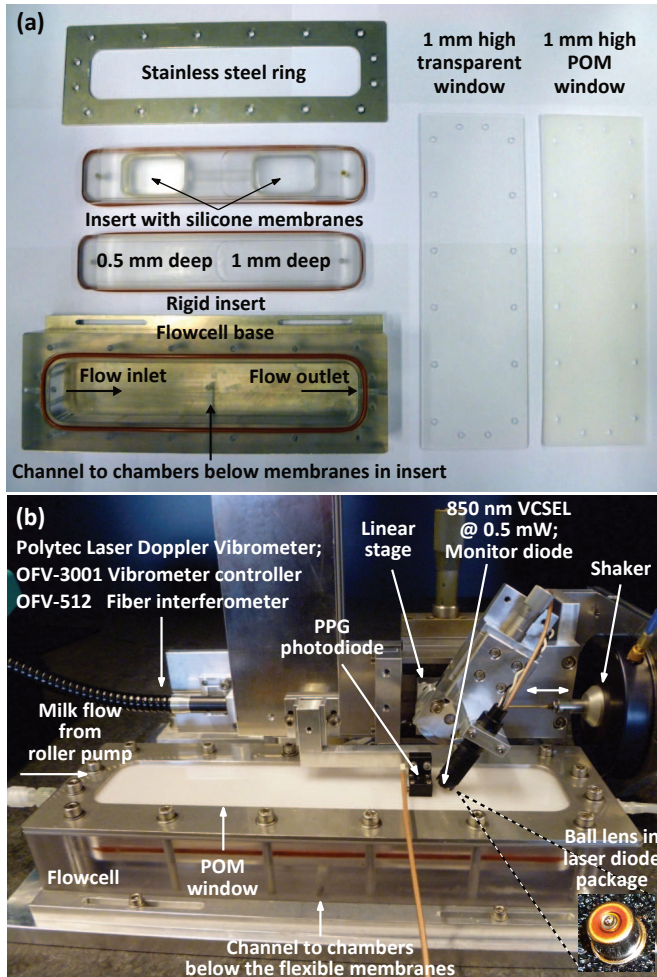 (a)
Stainless steel ring
1 mm high
transparent
window
1 mm high
POM
window
Insert with silicone membranes
0.5 mm deep
1 mm deep
Rigid insert
Flowcell base
Flow inlet
Flow outlet
Channel to chambers below membranes in insert
(b)
Polytec Laser Doppler Vibrometer;
OFV-3001 Vibrometer controller
OFV-512 Fiber interferometer
Linear
stage
850 nm VCSEL
@ 0.5 mW;
Monitor diode
Shaker
PPG
photodiode
Milk flow
from
roller pump
POM
window
Flowcell
Channel to chambers
below the flexible membranes
Ball lens in
laser diode
package